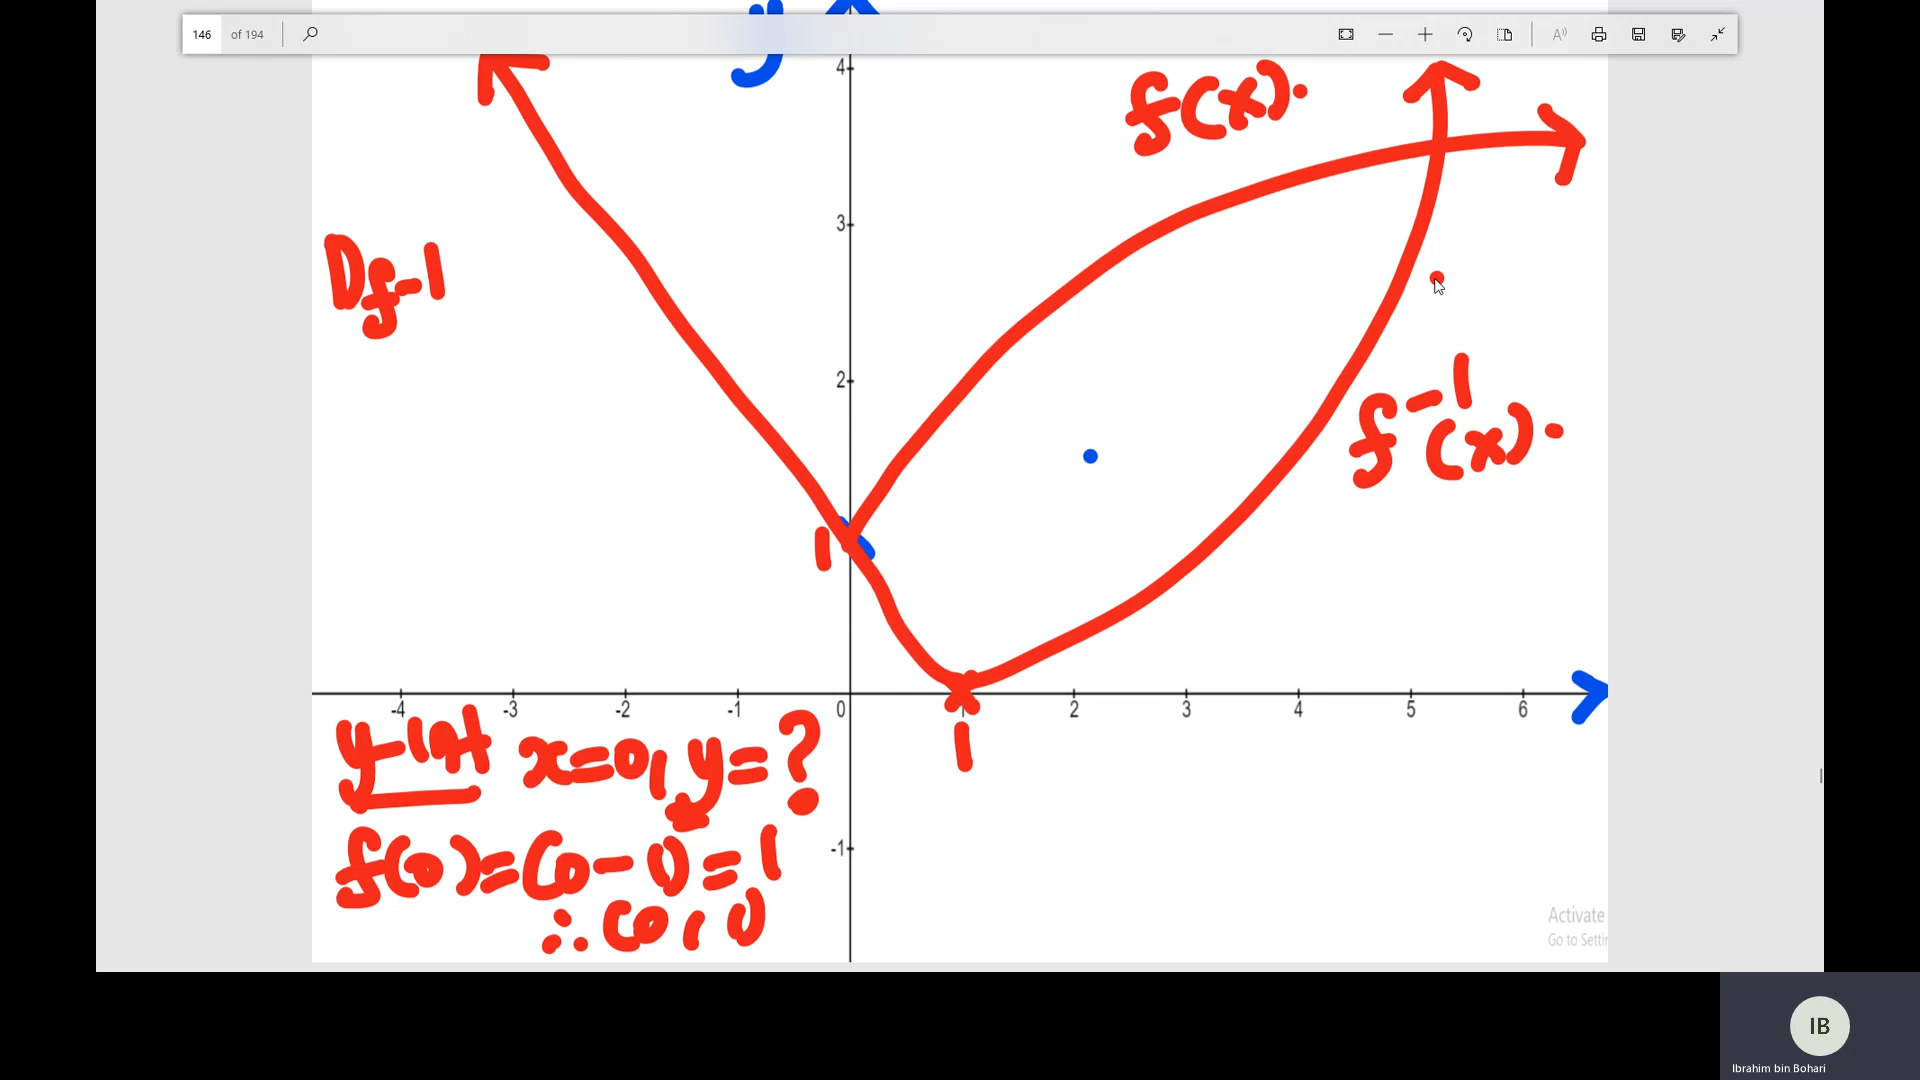 146 of 194
y
4
f(x).
3
Df-1
2
f-1(x).
1
-4 -3 -2 -1 0 1 2 3 4 5 6
1
y-int x=0, y=?
-1
f(0)=(0-1)=1
∴(0,1)
Activate
Go to Settin
IB
Ibrahim bin Bohari